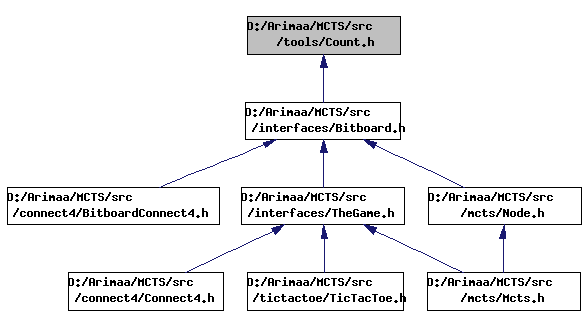 D:/Arimaa/MCTS/src
/tools/Count.h
D:/Arimaa/MCTS/src
/interfaces/Bitboard.h
D:/Arimaa/MCTS/src
/connect4/BitboardConnect4.h
D:/Arimaa/MCTS/src
/interfaces/TheGame.h
D:/Arimaa/MCTS/src
/mcts/Node.h
D:/Arimaa/MCTS/src
/connect4/Connect4.h
D:/Arimaa/MCTS/src
/tictactoe/TicTacToe.h
D:/Arimaa/MCTS/src
/mcts/Mcts.h